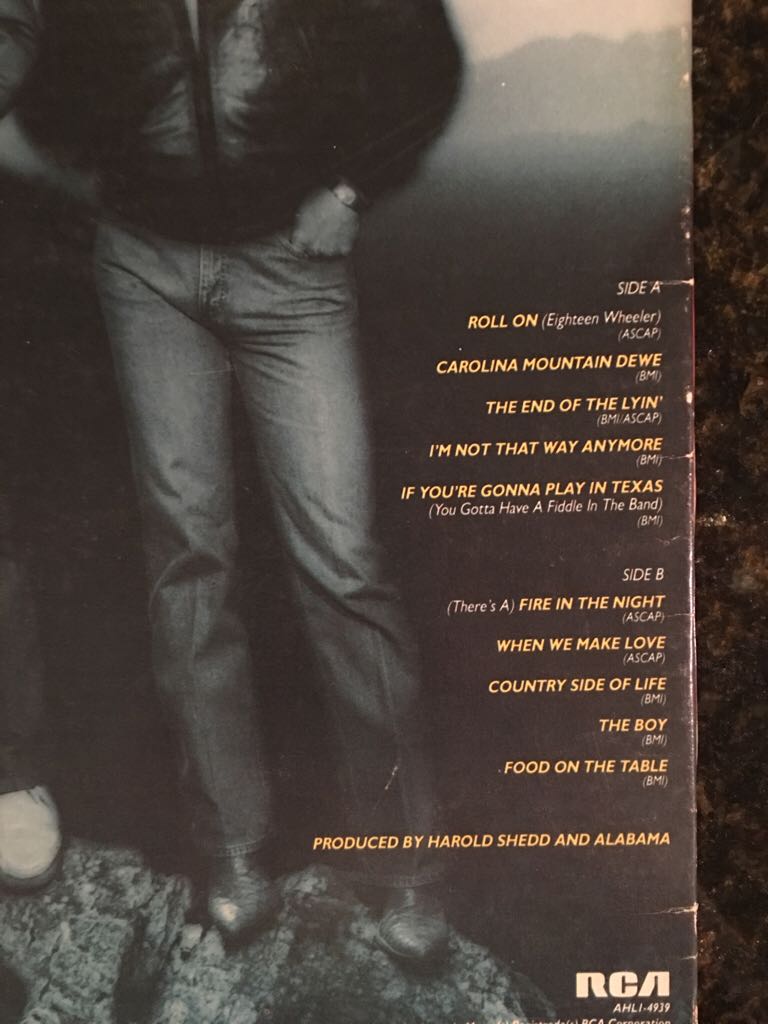 SIDE A
ROLL ON (Eighteen Wheeler)
(ASCAP)
CAROLINA MOUNTAIN DEWE
(BMI)
THE END OF THE LYIN'
(BMI/ASCAP)
I'M NOT THAT WAY ANYMORE
(BMI)
IF YOU'RE GONNA PLAY IN TEXAS
(You Gotta Have A Fiddle In The Band)
(BMI)
SIDE B
(There's A) FIRE IN THE NIGHT
(ASCAP)
WHEN WE MAKE LOVE
(ASCAP)
COUNTRY SIDE OF LIFE
(BMI)
THE BOY
(BMI)
FOOD ON THE TABLE
(BMI)
PRODUCED BY HAROLD SHEDD AND ALABAMA
RCA
AHL1-4939
Registrada(s) RCA Corporation